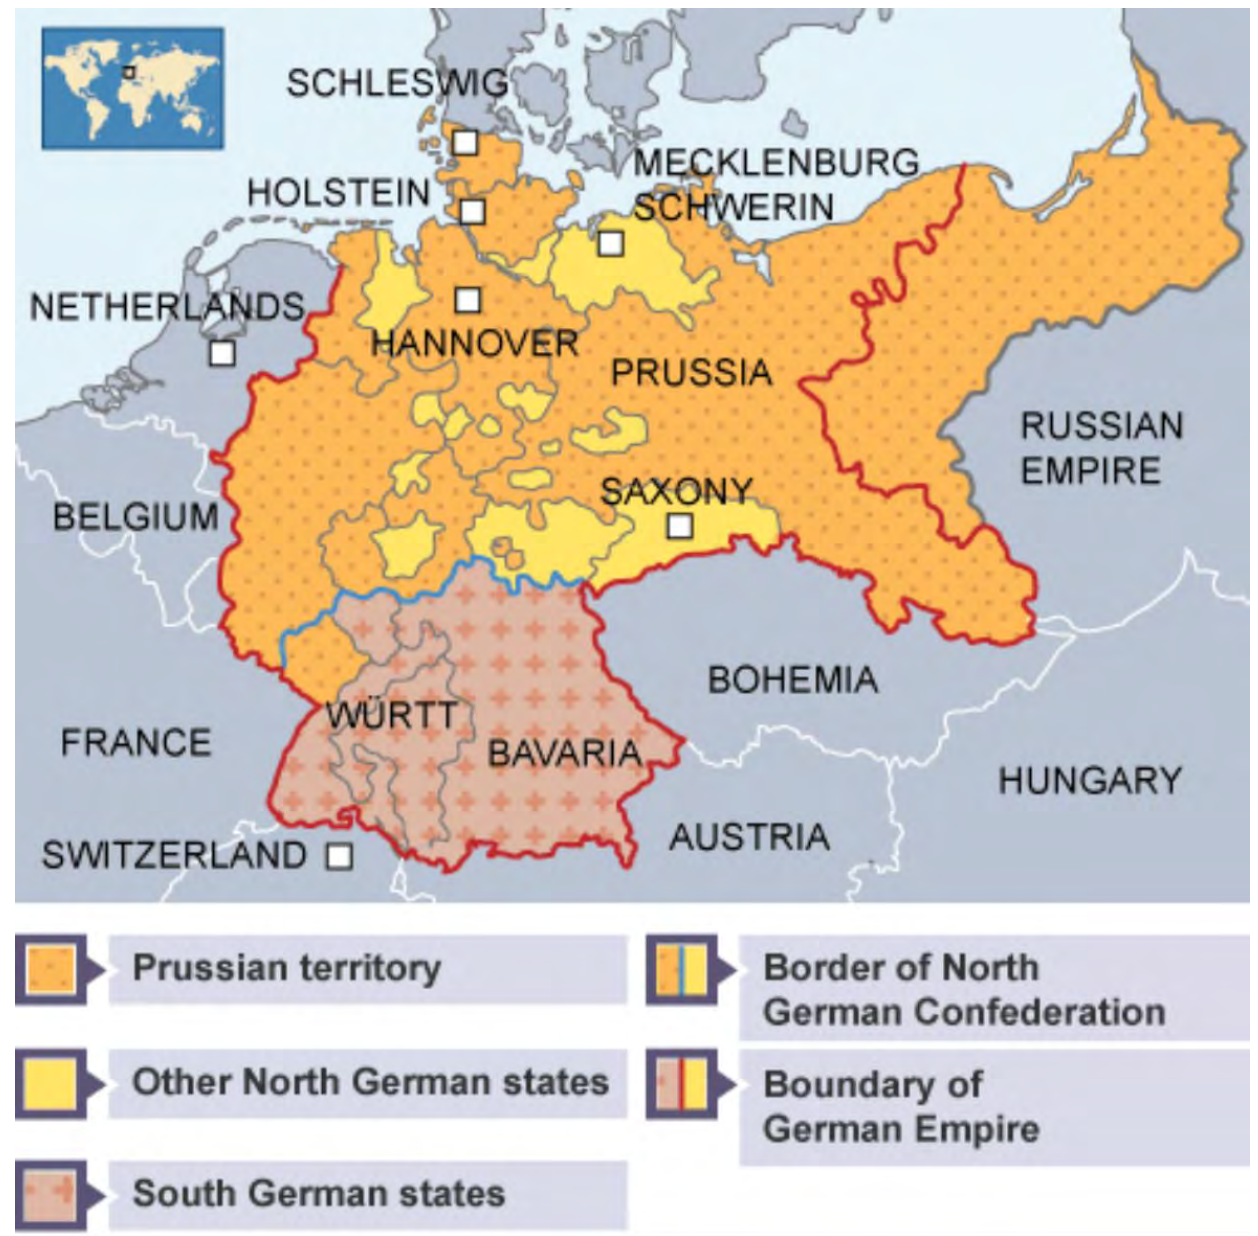 SCHLESWIG
MECKLENBURG
SCHWERIN
HOLSTEIN
NETHERLANDS
HANNOVER
PRUSSIA
RUSSIAN
EMPIRE
SAXONY
BELGIUM
BOHEMIA
FRANCE
WÜRTT
BAVARIA
HUNGARY
AUSTRIA
SWITZERLAND
Prussian territory
Other North German states
South German states
Border of North
German Confederation
Boundary of
German Empire